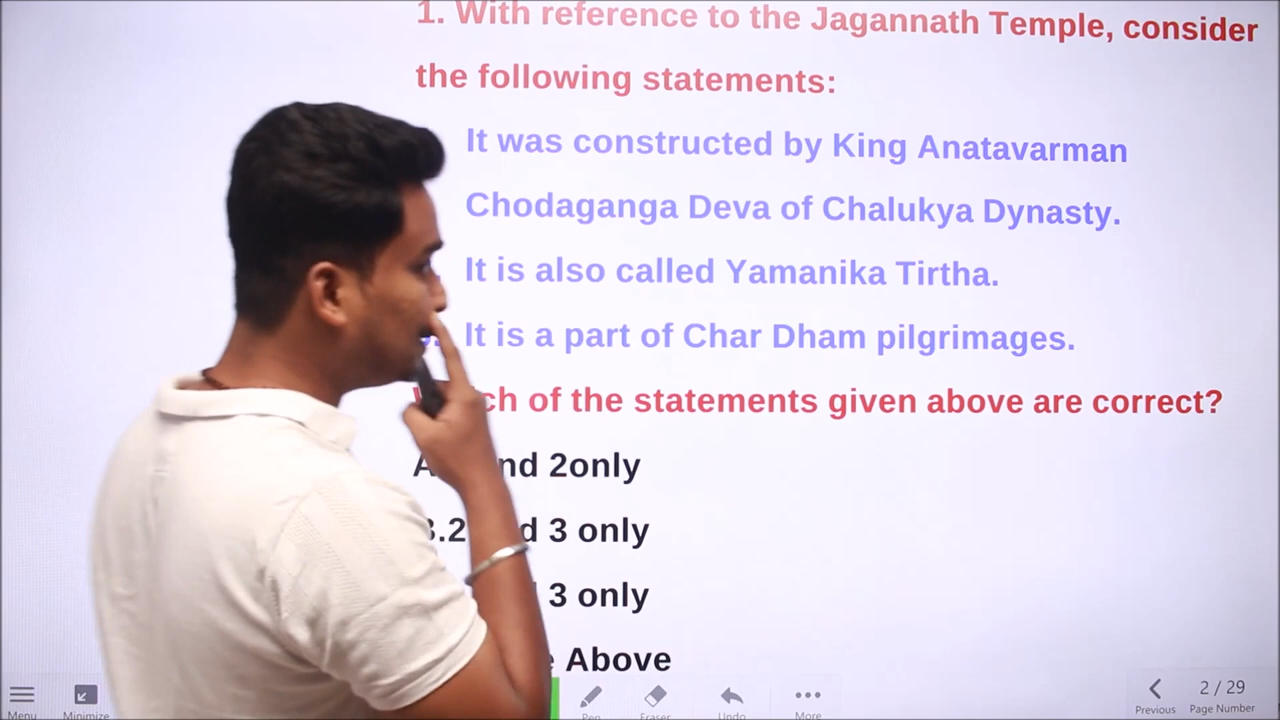 1. With reference to the Jagannath Temple, consider
the following statements:
It was constructed by King Anatavarman
Chodaganga Deva of Chalukya Dynasty.
It is also called Yamanika Tirtha.
It is a part of Char Dham pilgrimages.
of the statements given above are correct?
2only
3 only
3 only
Above
Menu
Minimize
Pen
Eraser
Undo
More
Previous
2 / 29
Page Number